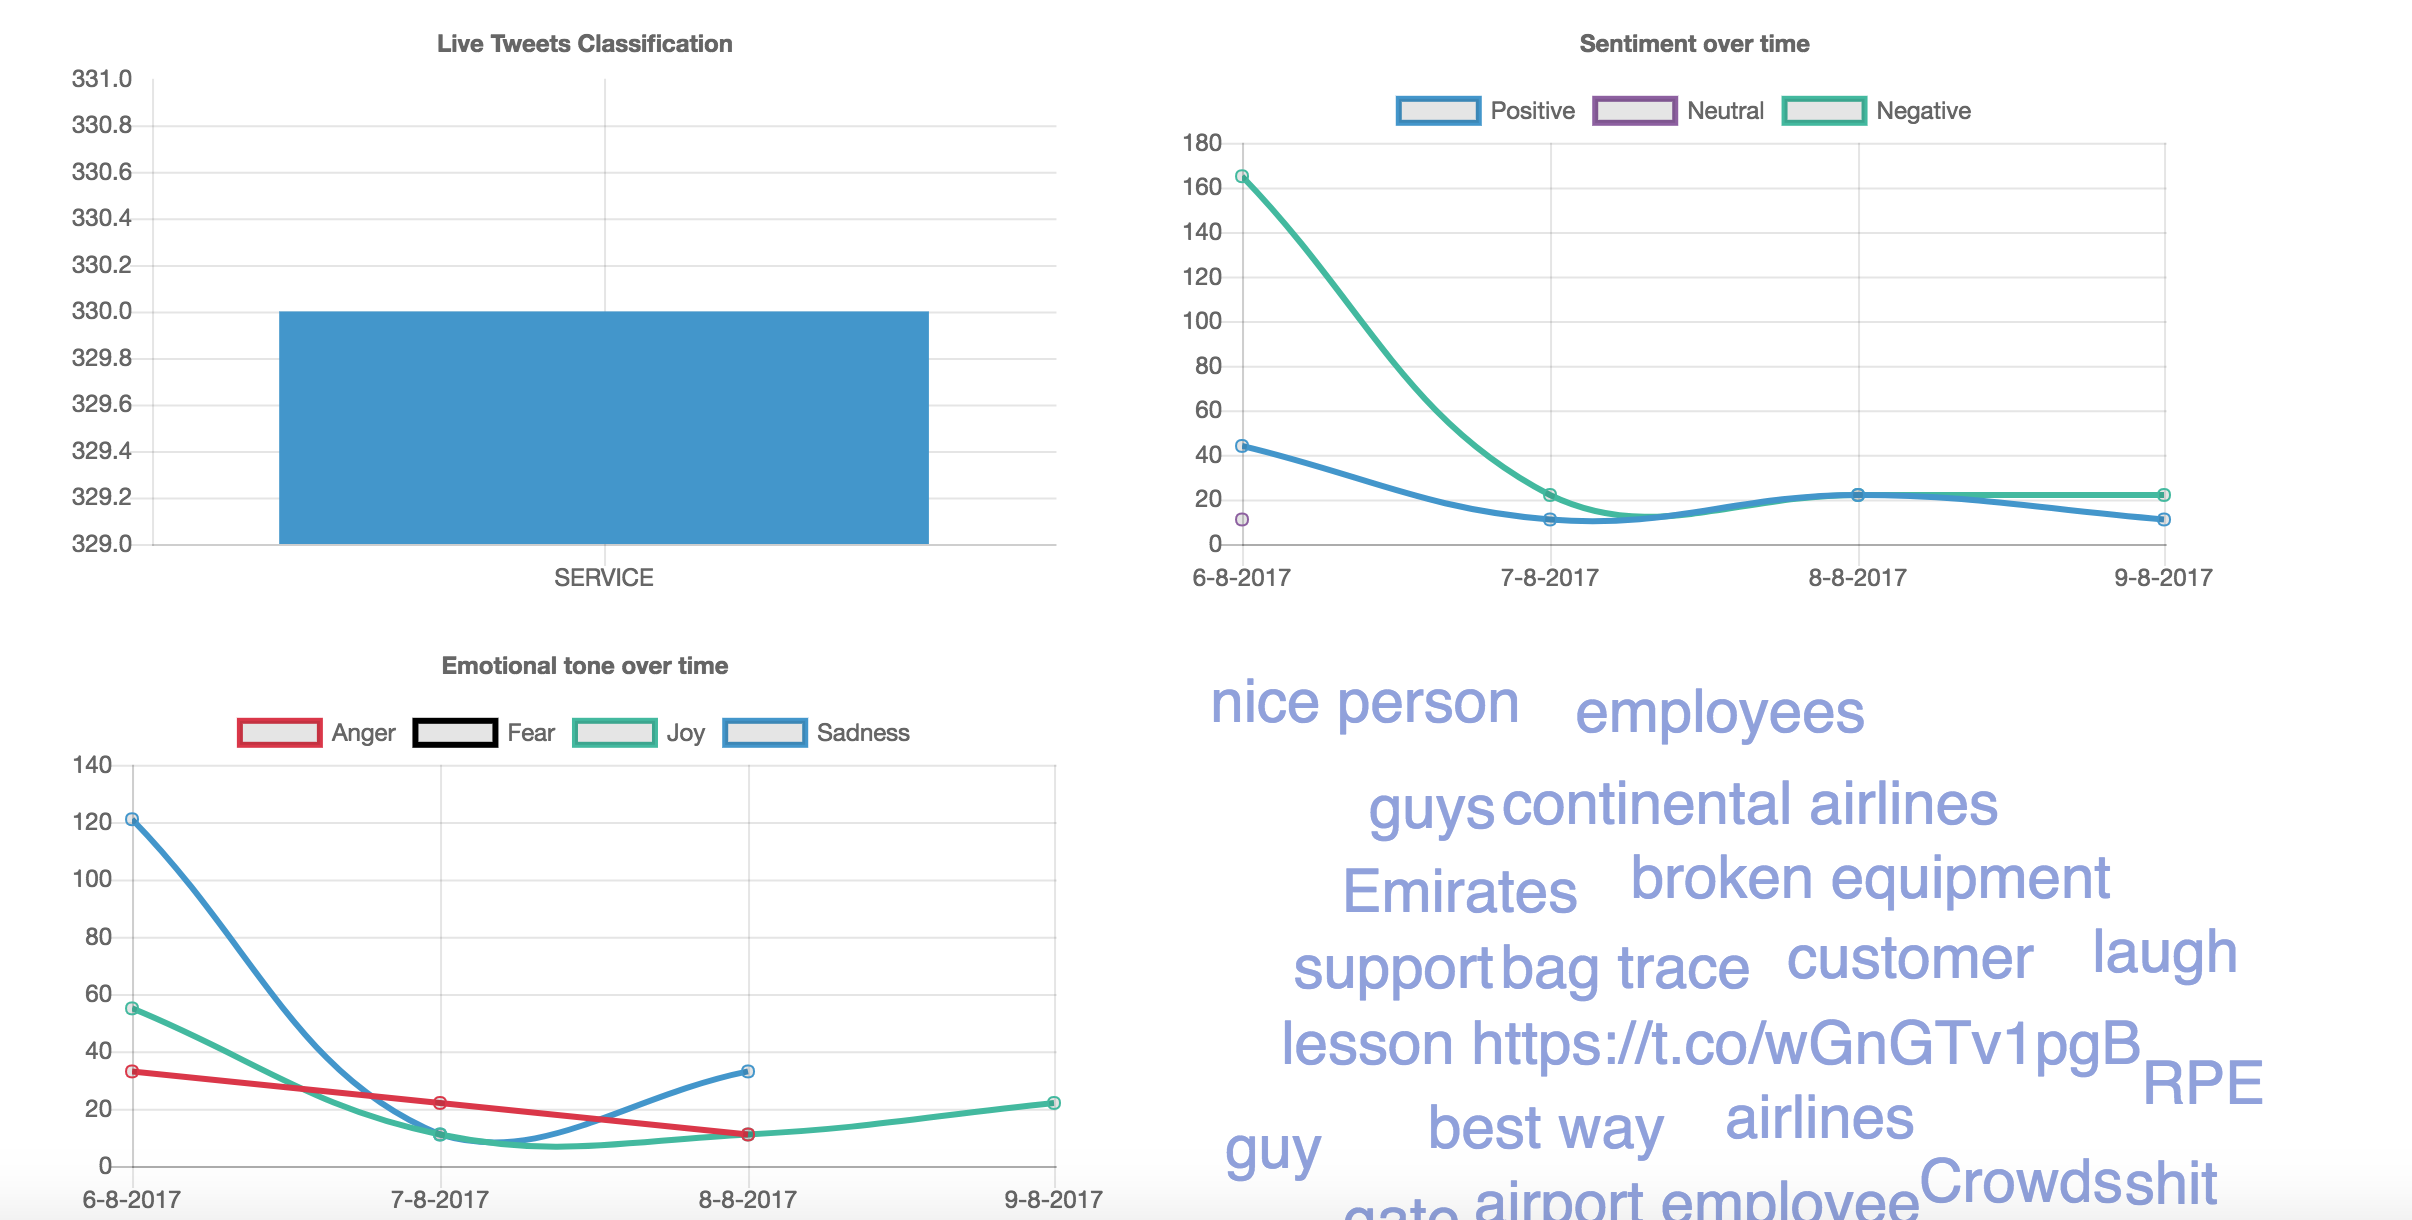 Live Tweets Classification
331.0
330.8
330.6
330.4
330.2
330.0
329.8
329.6
329.4
329.2
329.0
SERVICE
Sentiment over time
Positive Neutral Negative
180
160
140
120
100
80
60
40
20
0
6-8-2017 7-8-2017 8-8-2017 9-8-2017
Emotional tone over time
Anger Fear Joy Sadness
140
120
100
80
60
40
20
0
6-8-2017 7-8-2017 8-8-2017 9-8-2017
nice person employees
guys continental airlines
Emirates broken equipment
support bag trace customer laugh
lesson https://t.co/wGnGTv1pgB
RPE
best way airlines
guy
Crowds shit
gate airport employee